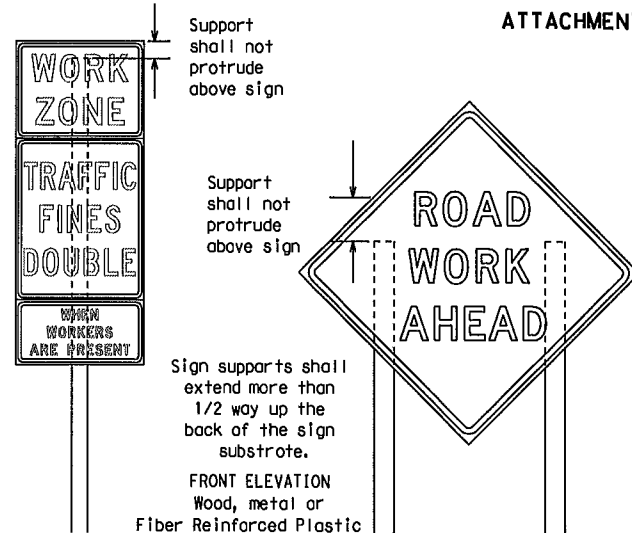 ATTACHMEN
Support
shall not
protrude
above sign
WORK
ZONE
TRAFFIC
FINES
DOUBLE
WHEN
WORKERS
ARE PRESENT
Support
shall not
protrude
above sign
ROAD
WORK
AHEAD
Sign supports shall
extend more than
1/2 way up the
back of the sign
substrote.
FRONT ELEVATION
Wood, metal or
Fiber Reinforced Plastic